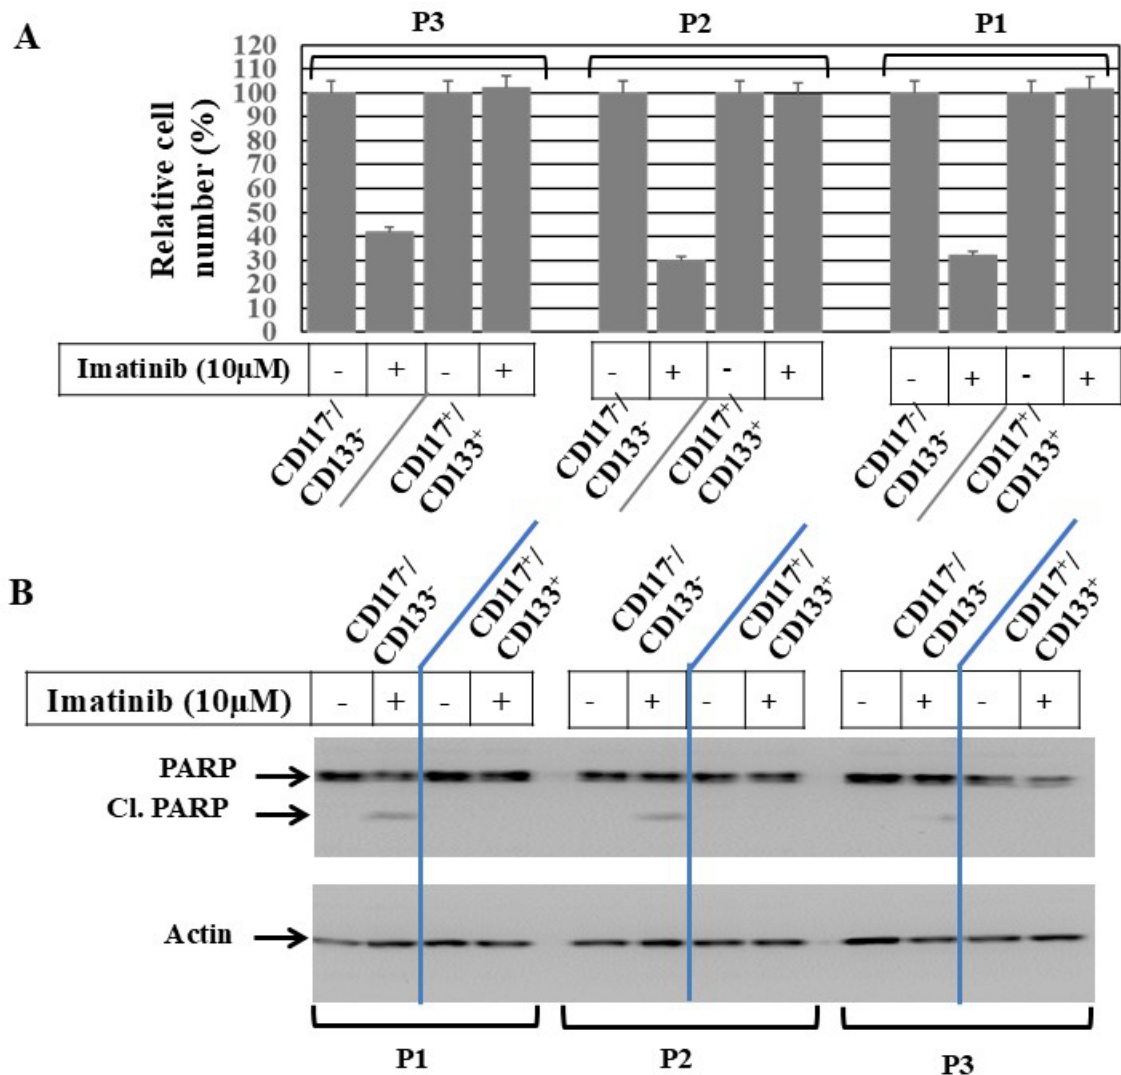 A
P3 P2 P1
Relative cell
number (%)
120
110
100
90
80
70
60
50
40
30
20
10
0
Imatinib (10μM) - + - + - + - + - + - +
CD117⁻/
CD133⁻
CD117⁺/
CD133⁺
CD117⁻/
CD133⁻
CD117⁺/
CD133⁺
CD117⁻/
CD133⁻
CD117⁺/
CD133⁺
B
CD117⁻/
CD133⁻
CD117⁺/
CD133⁺
CD117⁻/
CD133⁻
CD117⁺/
CD133⁺
CD117⁻/
CD133⁻
CD117⁺/
CD133⁺
Imatinib (10μM) - + - + - + - + - + - +
PARP
Cl. PARP
Actin
P1 P2 P3